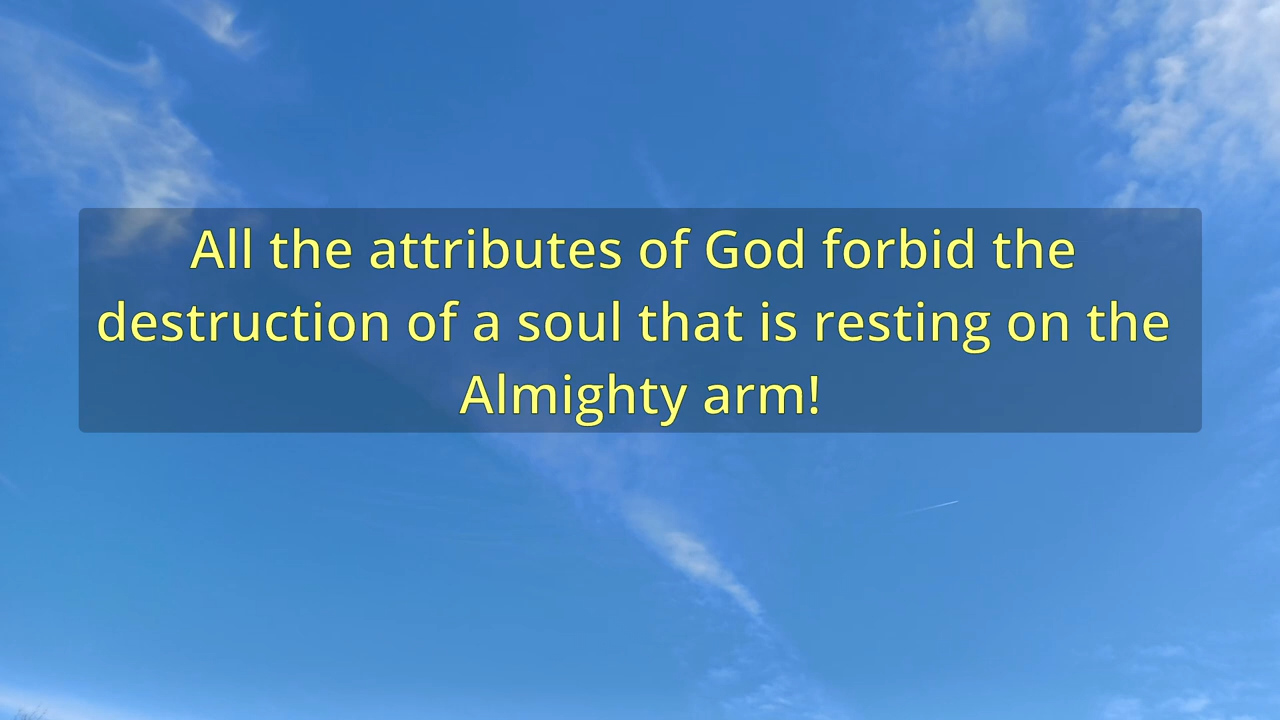 All the attributes of God forbid the
destruction of a soul that is resting on the
Almighty arm!